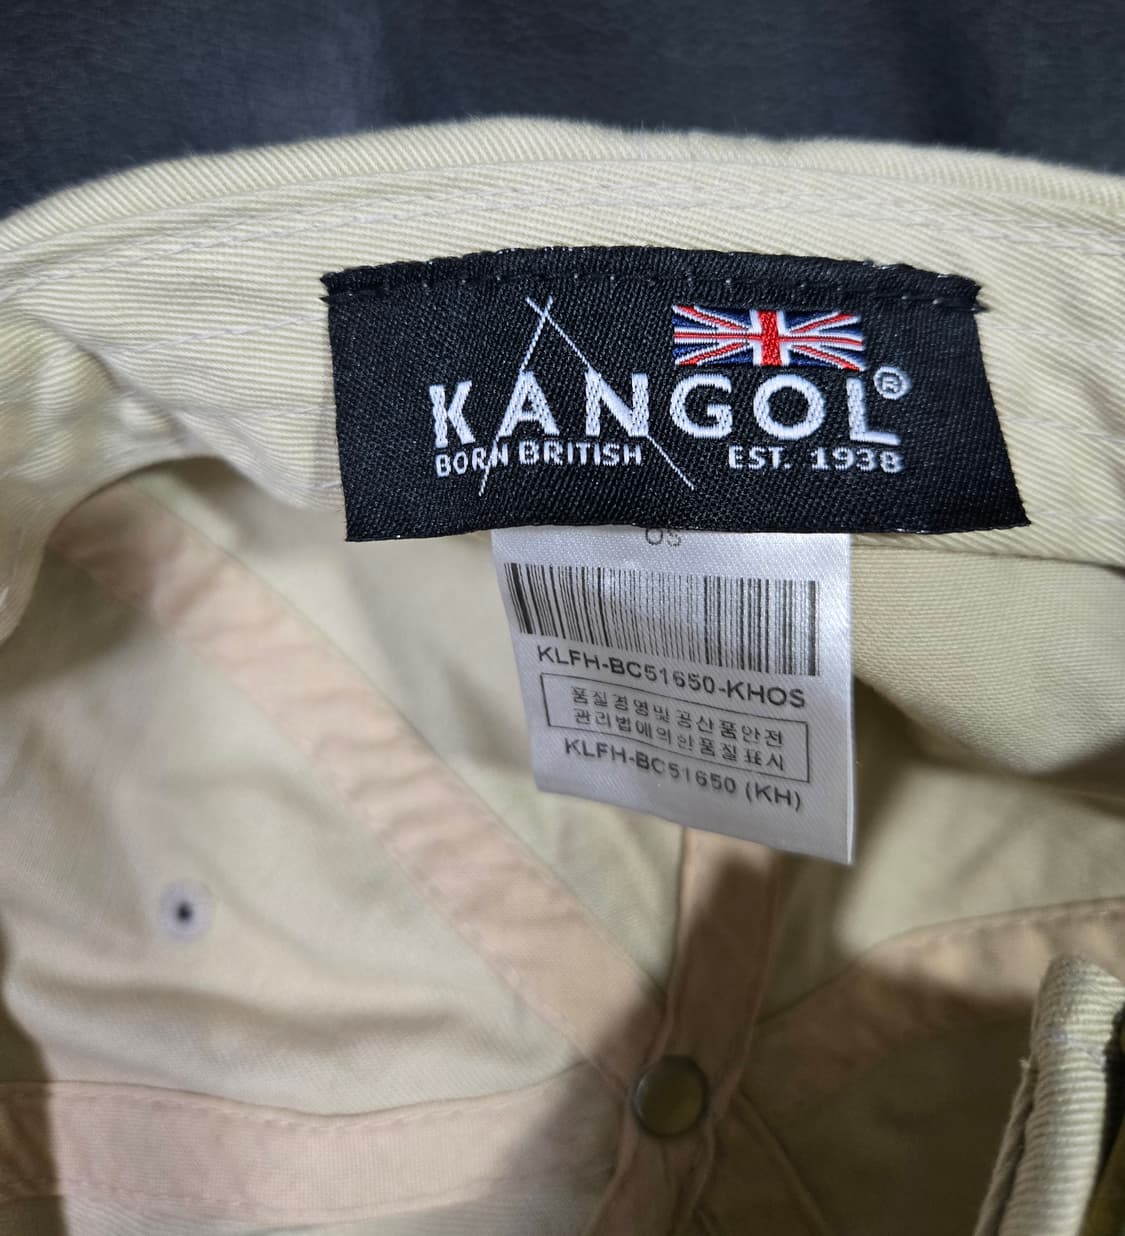 KANGOL®
BORN BRITISH EST. 1938
OS
KLFH-BC51650-KHOS
품질경영및공산품안전
관리법에의한품질표시
KLFH-BC51650 (KH)